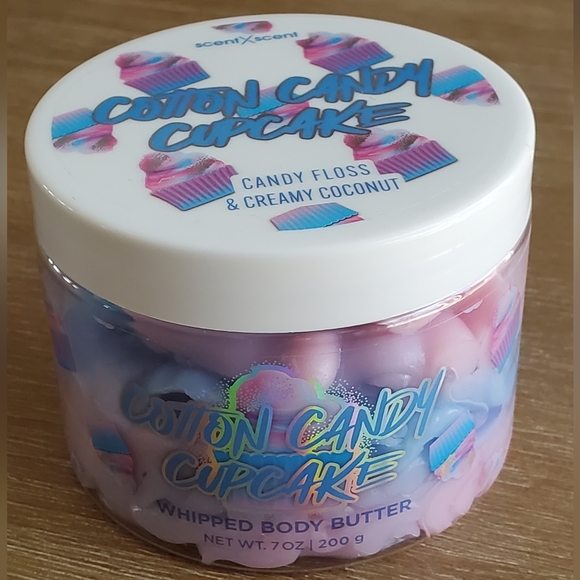 scentXscent
COTTON CANDY
CUPCAKE
CANDY FLOSS
& CREAMY COCONUT
COTTON CANDY
CUPCAKE
WHIPPED BODY BUTTER
NET WT. 7 OZ | 200 g